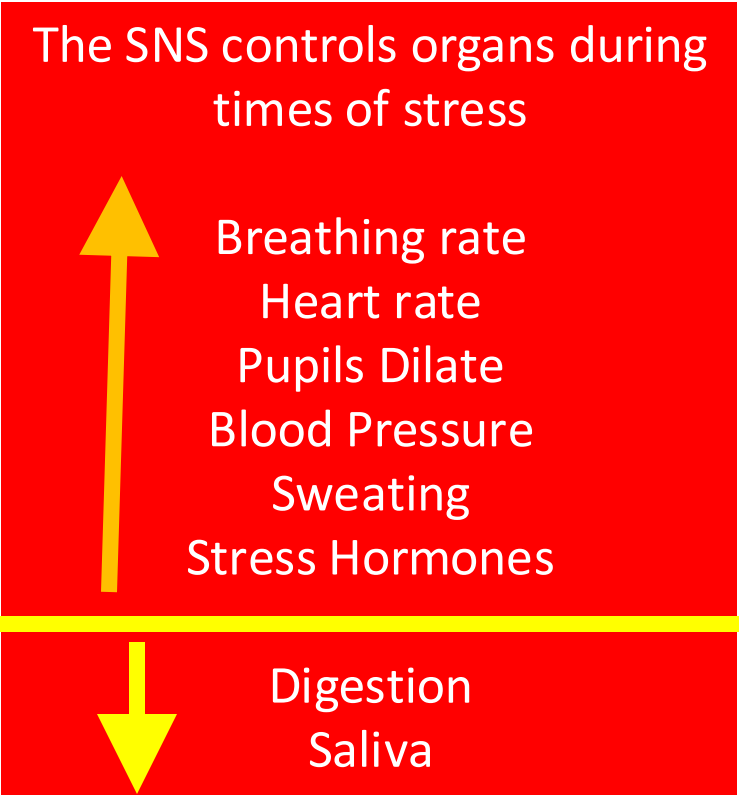 The SNS controls organs during
times of stress
Breathing rate
Heart rate
Pupils Dilate
Blood Pressure
Sweating
Stress Hormones
Digestion
Saliva